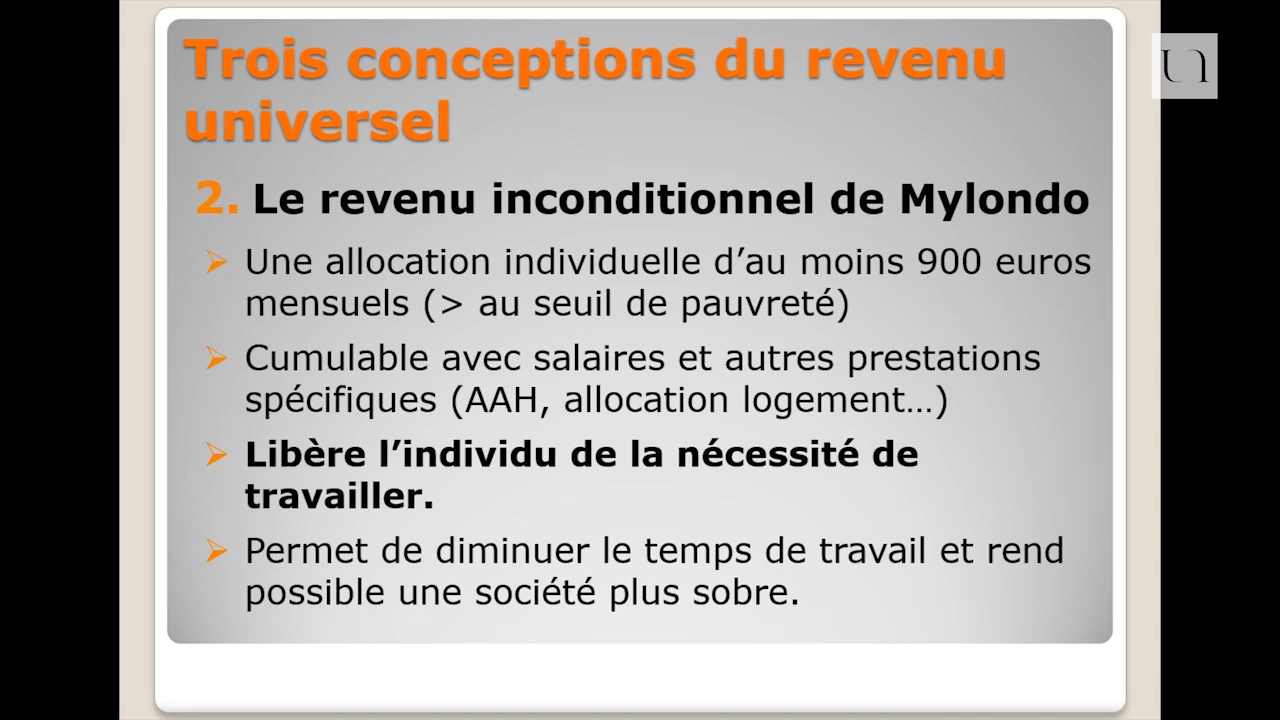 Trois conceptions du revenu
universel
2. Le revenu inconditionnel de Mylondo
Une allocation individuelle d’au moins 900 euros
mensuels (> au seuil de pauvreté)
Cumulable avec salaires et autres prestations
spécifiques (AAH, allocation logement…)
Libère l’individu de la nécessité de
travailler.
Permet de diminuer le temps de travail et rend
possible une société plus sobre.